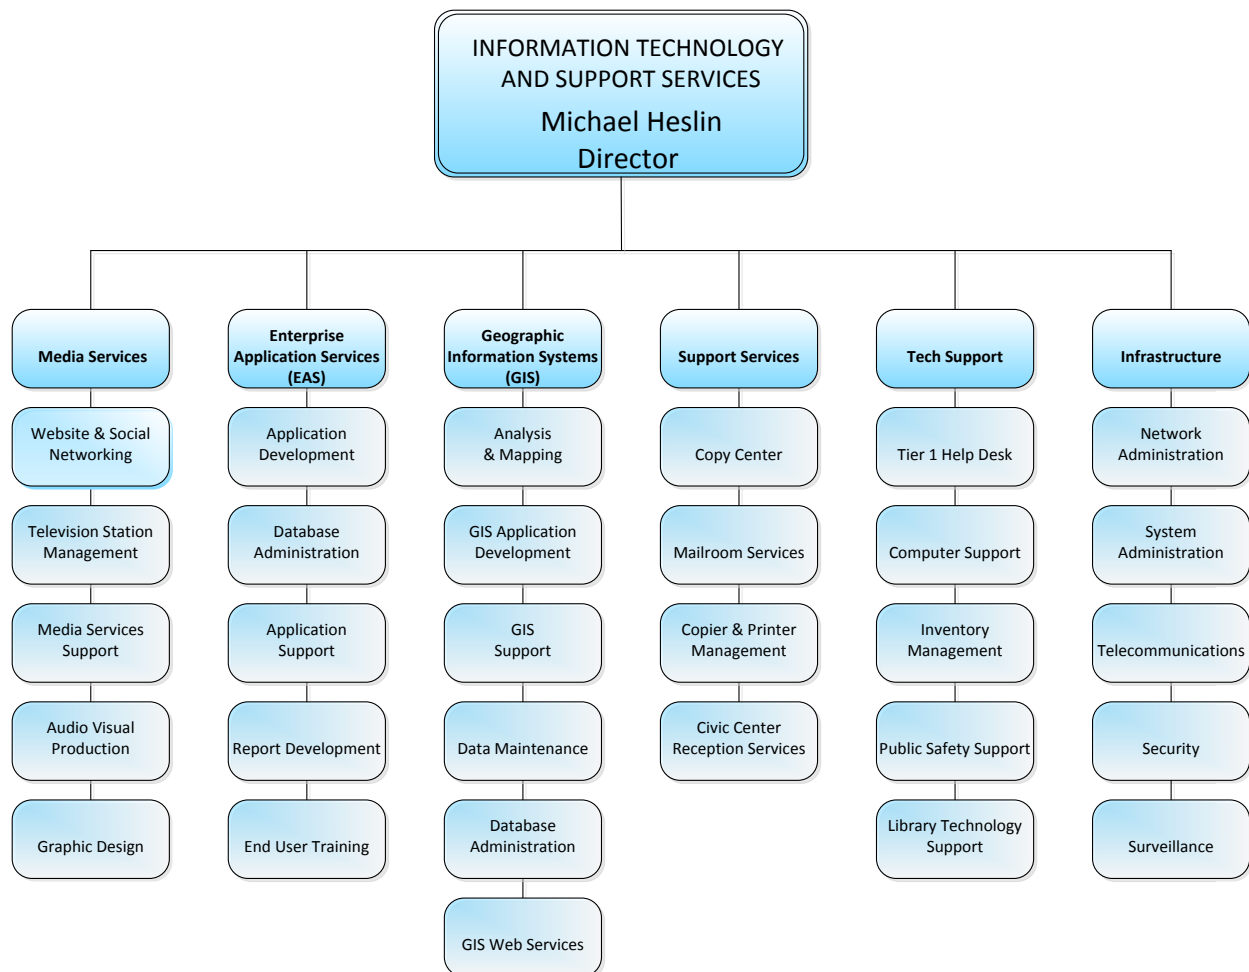 INFORMATION TECHNOLOGY
AND SUPPORT SERVICES
Michael Heslin
Director
Media Services
Website & Social
Networking
Television Station
Management
Media Services
Support
Audio Visual
Production
Graphic Design
Enterprise
Application Services
(EAS)
Application
Development
Database
Administration
Application
Support
Report Development
End User Training
Geographic
Information Systems
(GIS)
Analysis
& Mapping
GIS Application
Development
GIS
Support
Data Maintenance
Database
Administration
GIS Web Services
Support Services
Copy Center
Mailroom Services
Copier & Printer
Management
Civic Center
Reception Services
Tech Support
Tier 1 Help Desk
Computer Support
Inventory
Management
Public Safety Support
Library Technology
Support
Infrastructure
Network
Administration
System
Administration
Telecommunications
Security
Surveillance